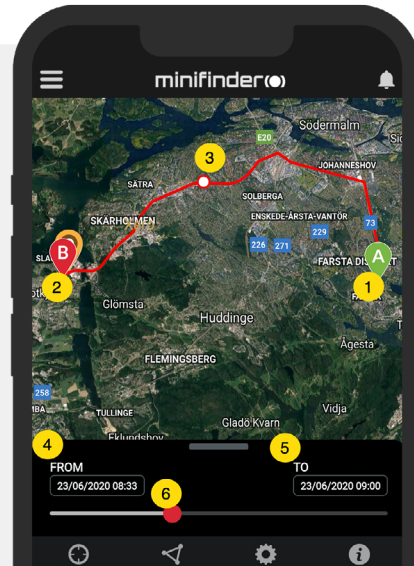 minifinder
Södermalm
E20
JOHANNESHOV
3
SÄTRA
SOLBERGA
SKÄRHOLMEN
ENSKEDE-ÅRSTA-VANTÖR
73
229
226
271
B
A
FARSTA
2
1
Glömsta
Huddinge
Ågesta
FLEMINGSBERG
258
Vidja
TULLINGE
Gladö Kvarn
4
5
FROM
TO
6
23/06/2020 08:33
23/06/2020 09:00